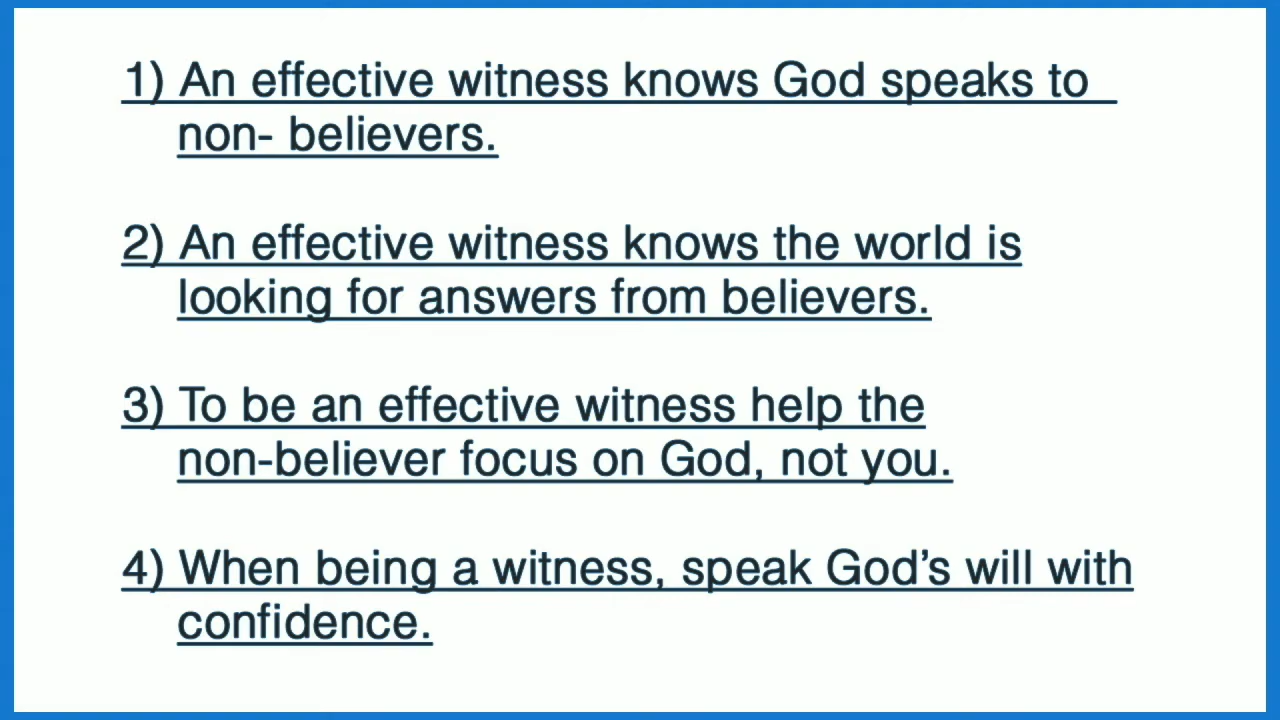 1) An effective witness knows God speaks to
non- believers.
2) An effective witness knows the world is
looking for answers from believers.
3) To be an effective witness help the
non-believer focus on God, not you.
4) When being a witness, speak God’s will with
confidence.